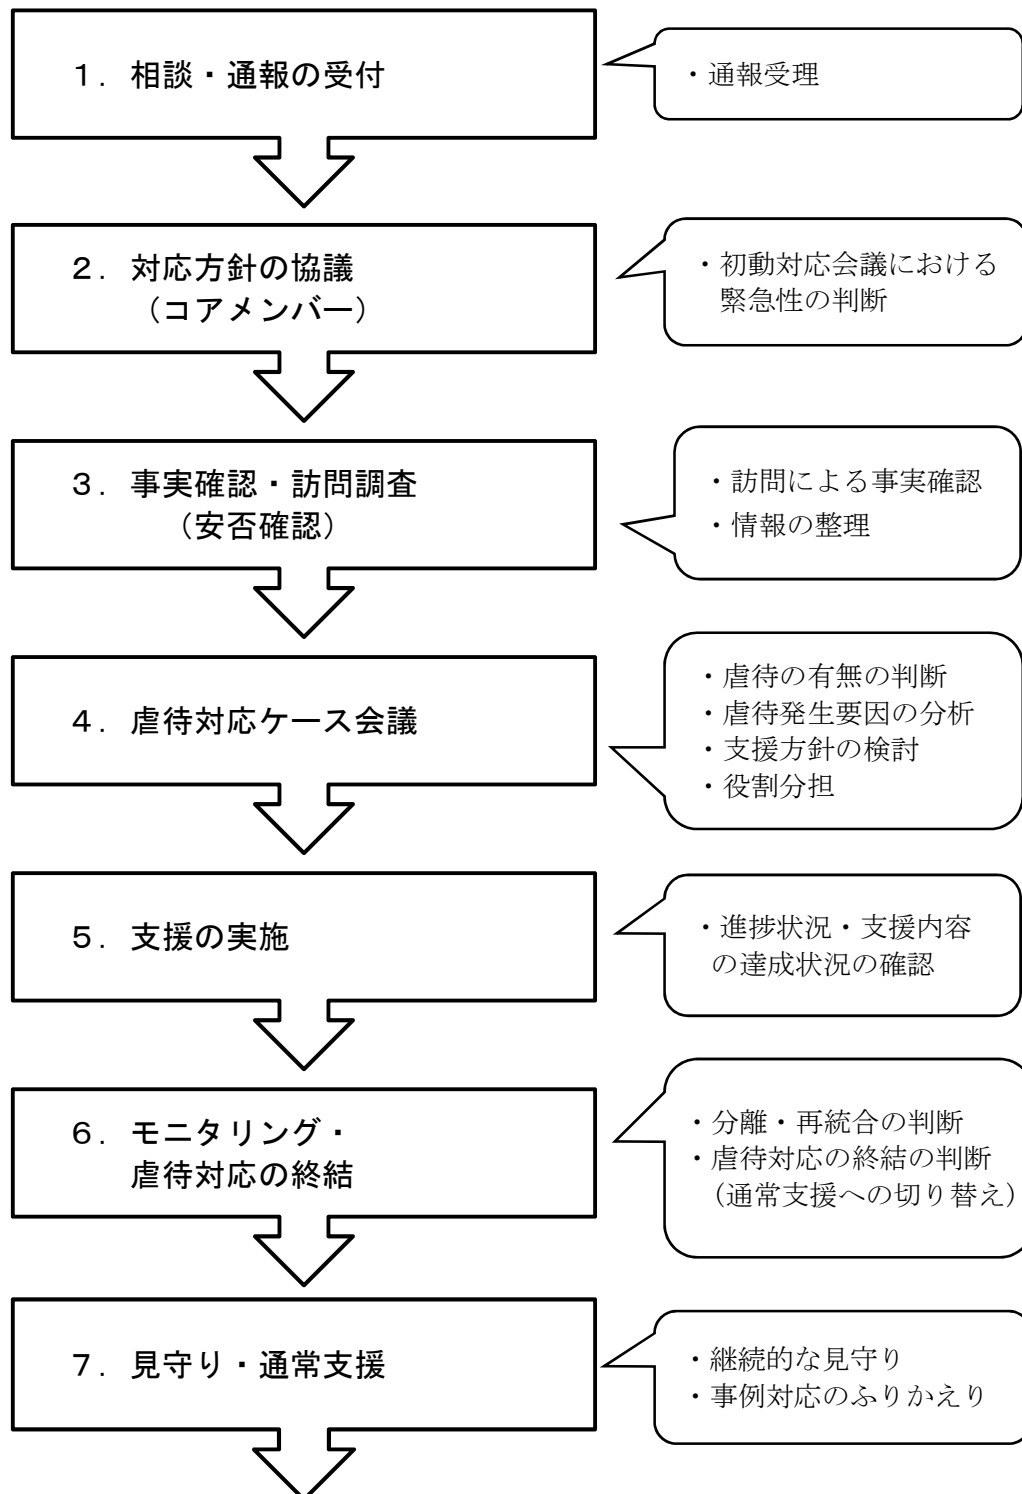 １．相談・通報の受付
・通報受理
２．対応方針の協議
（コアメンバー）
・初動対応会議における
緊急性の判断
３．事実確認・訪問調査
（安否確認）
・訪問による事実確認
・情報の整理
４．虐待対応ケース会議
・虐待の有無の判断
・虐待発生要因の分析
・支援方針の検討
・役割分担
５．支援の実施
・進捗状況・支援内容
の達成状況の確認
６．モニタリング・
虐待対応の終結
・分離・再統合の判断
・虐待対応の終結の判断
（通常支援への切り替え）
７．見守り・通常支援
・継続的な見守り
・事例対応のふりかえり